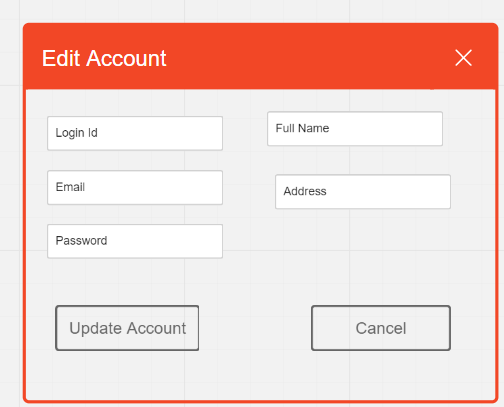 Edit Account
Login Id
Full Name
Email
Address
Password
Update Account
Cancel